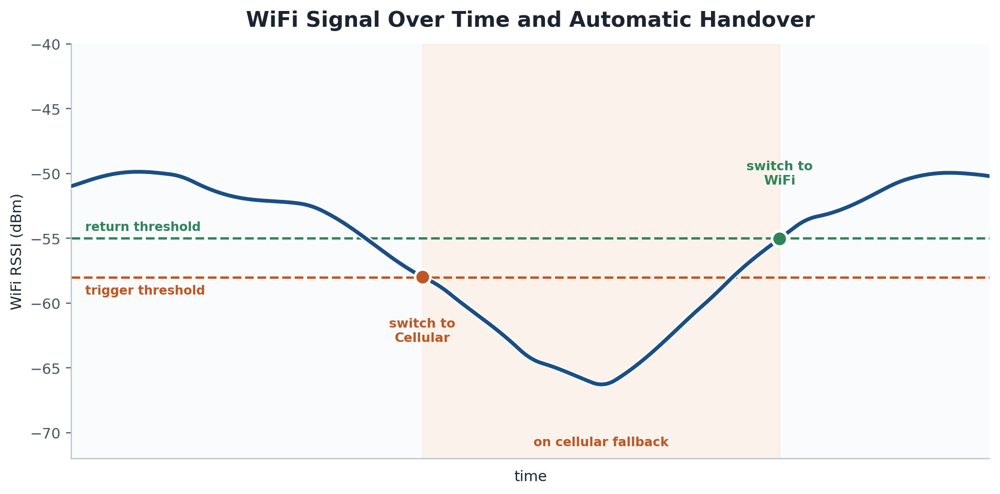 WiFi Signal Over Time and Automatic Handover
−40
−45
−50
−55
−60
−65
−70
WiFi RSSI (dBm)
switch to
WiFi
return threshold
trigger threshold
switch to
Cellular
on cellular fallback
time